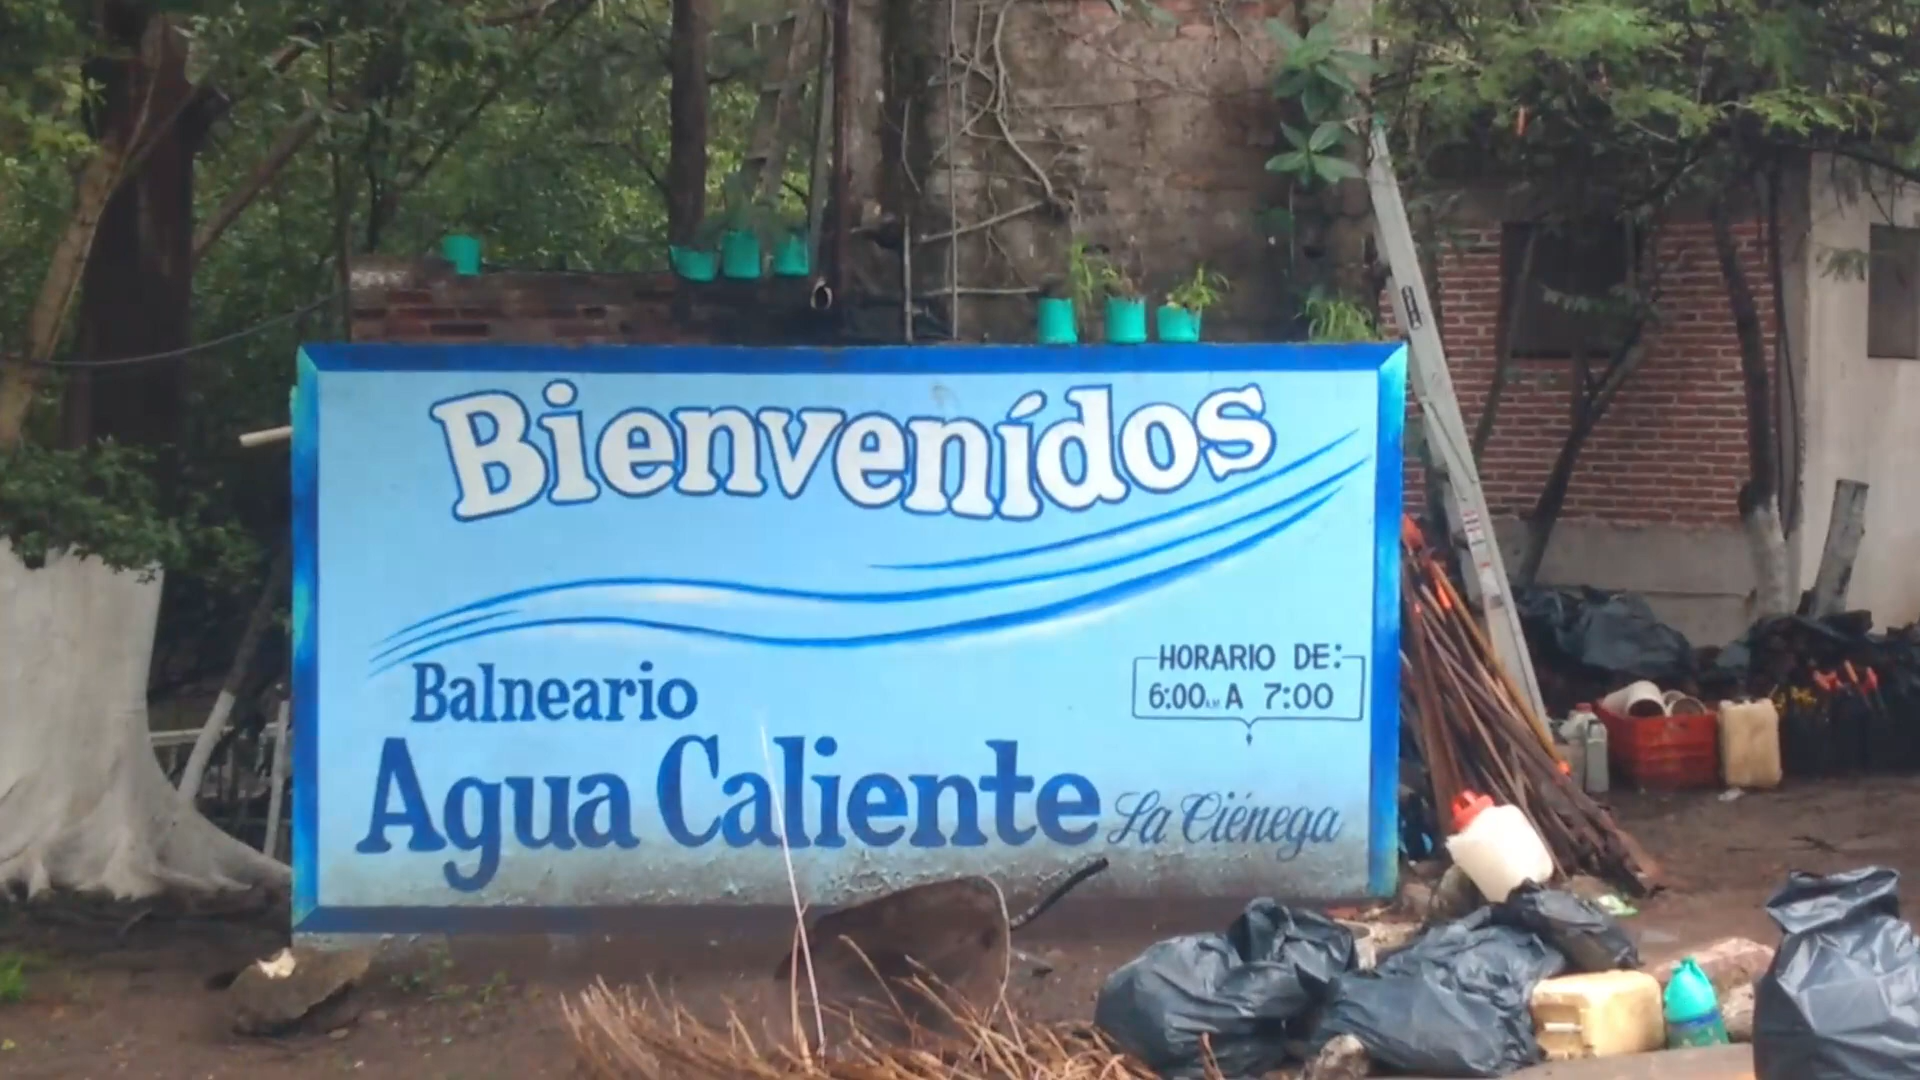 Bienvenídos
Balneario
Agua Caliente La Ciénega
HORARIO DE:
6:00 A.M. A 7:00